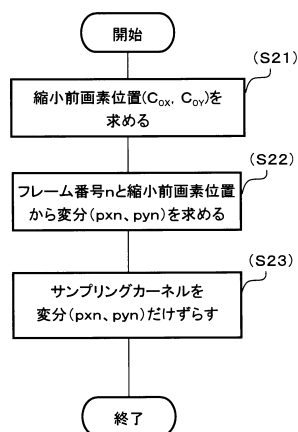 開始
(S21)
縮小前画素位置(C₀X, C₀Y)を
求める
(S22)
フレーム番号nと縮小前画素位置
から変分(pxn、pyn)を求める
(S23)
サンプリングカーネルを
変分(pxn、pyn)だけずらす
終了